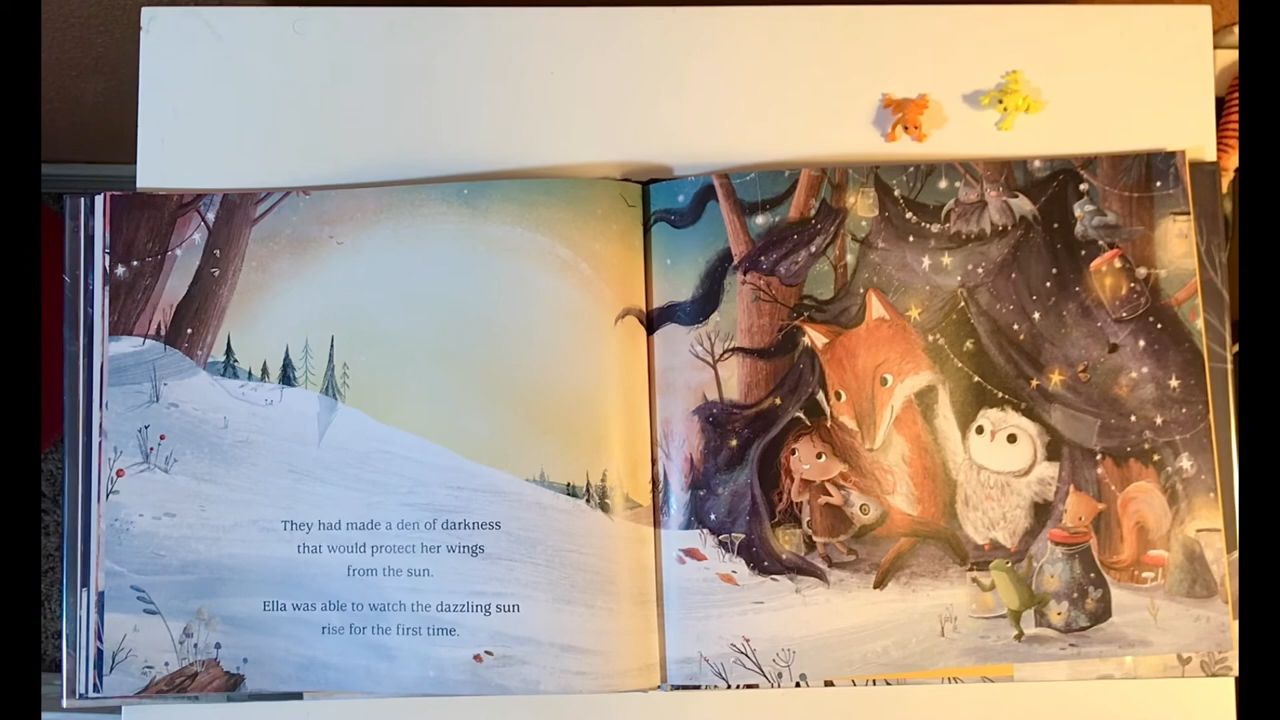 They had made a den of darkness
that would protect her wings
from the sun.
Ella was able to watch the dazzling sun
rise for the first time.